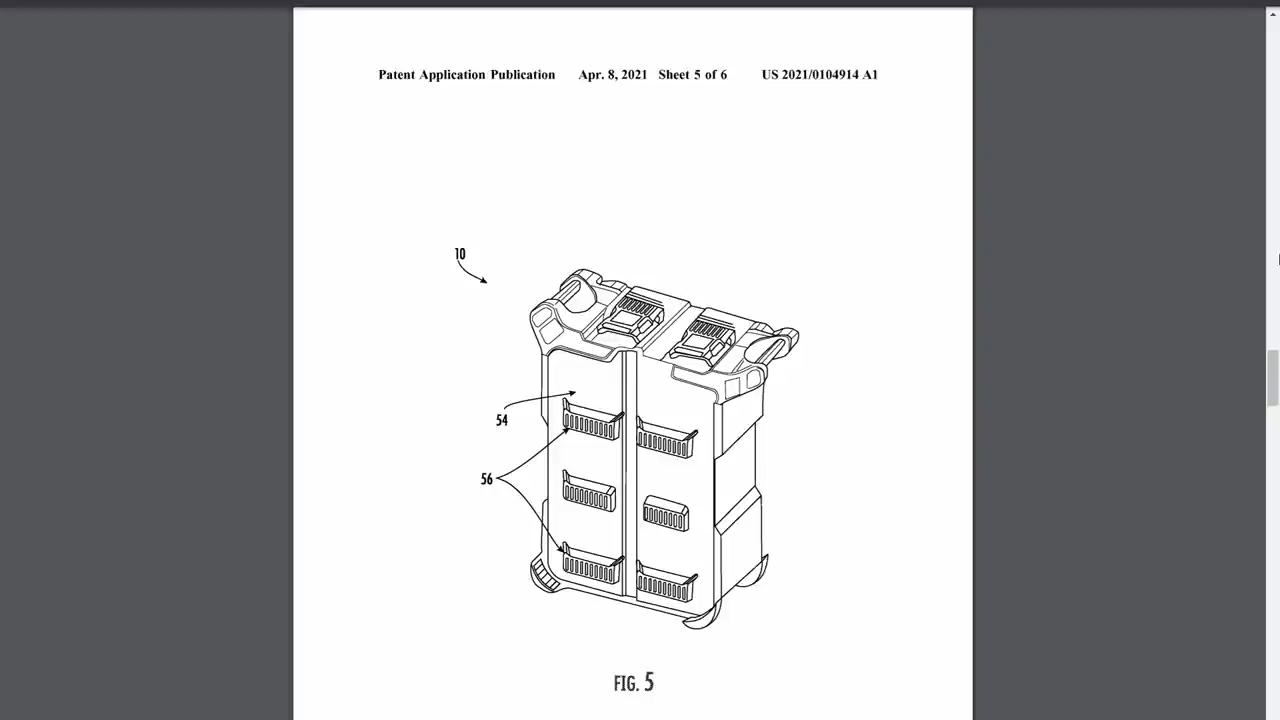 Patent Application Publication Apr. 8, 2021 Sheet 5 of 6 US 2021/0104914 A1
10
54
56
FIG. 5